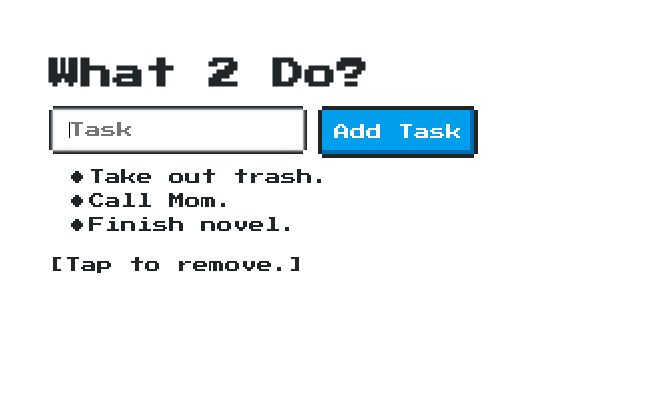 What 2 Do?
Task
Add Task
Take out trash.
Call Mom.
Finish novel.
[Tap to remove.]